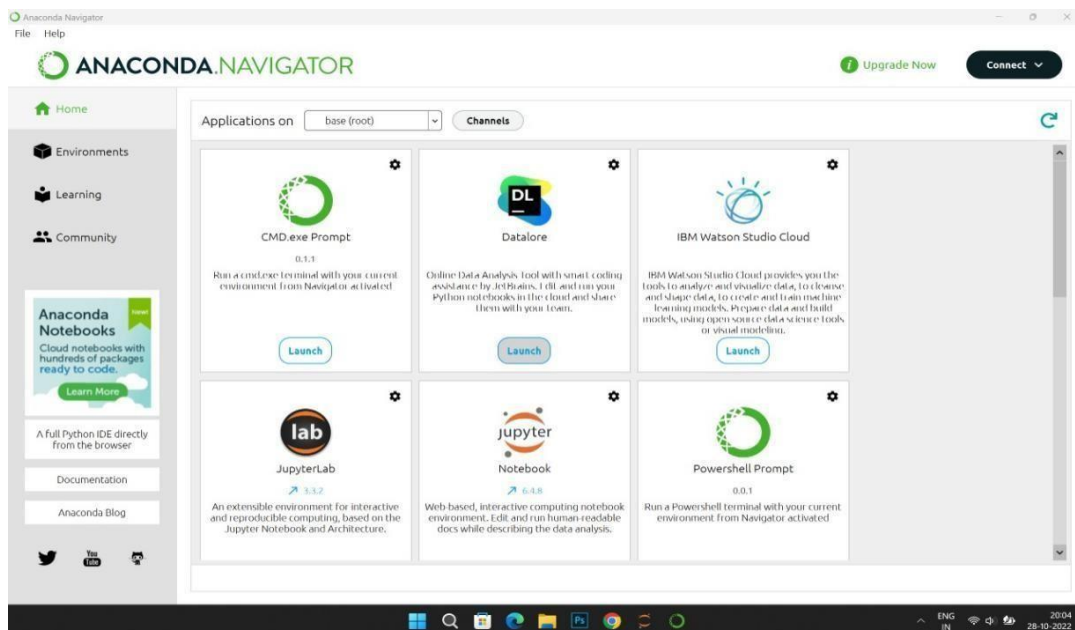 Anaconda Navigator
File Help
ANACONDA.NAVIGATOR
Upgrade Now
Connect
Home
Environments
Learning
Community
Applications on base (root) Channels
CMD.exe Prompt
0.1.1
Run a cmd.exe terminal with your current
environment from Navigator activated
Launch
DL
Datalore
Online Data Analysis Tool with smart coding
assistance by JetBrains. Edit and run your
Python notebooks in the cloud and share
them with your team.
Launch
IBM Watson Studio Cloud
IBM Watson Studio Cloud provides you the
tools to analyze and visualize data, to cleanse
and shape data, to create and train machine
learning models. Prepare data and build
models, using open source data science tools
or visual modeling.
Launch
lab
JupyterLab
3.3.2
An extensible environment for interactive
and reproducible computing, based on the
Jupyter Notebook and Architecture.
jupyter
Notebook
6.4.8
Web-based, interactive computing notebook
environment. Edit and run human-readable
docs while describing the data analysis.
Powershell Prompt
0.0.1
Run a Powershell terminal with your current
environment from Navigator activated
Anaconda
Notebooks
New!
Cloud notebooks with
hundreds of packages
ready to code.
Learn More
A full Python IDE directly
from the browser
Documentation
Anaconda Blog
You
Tube
Ps
ENG
IN
20:04
28-10-2022